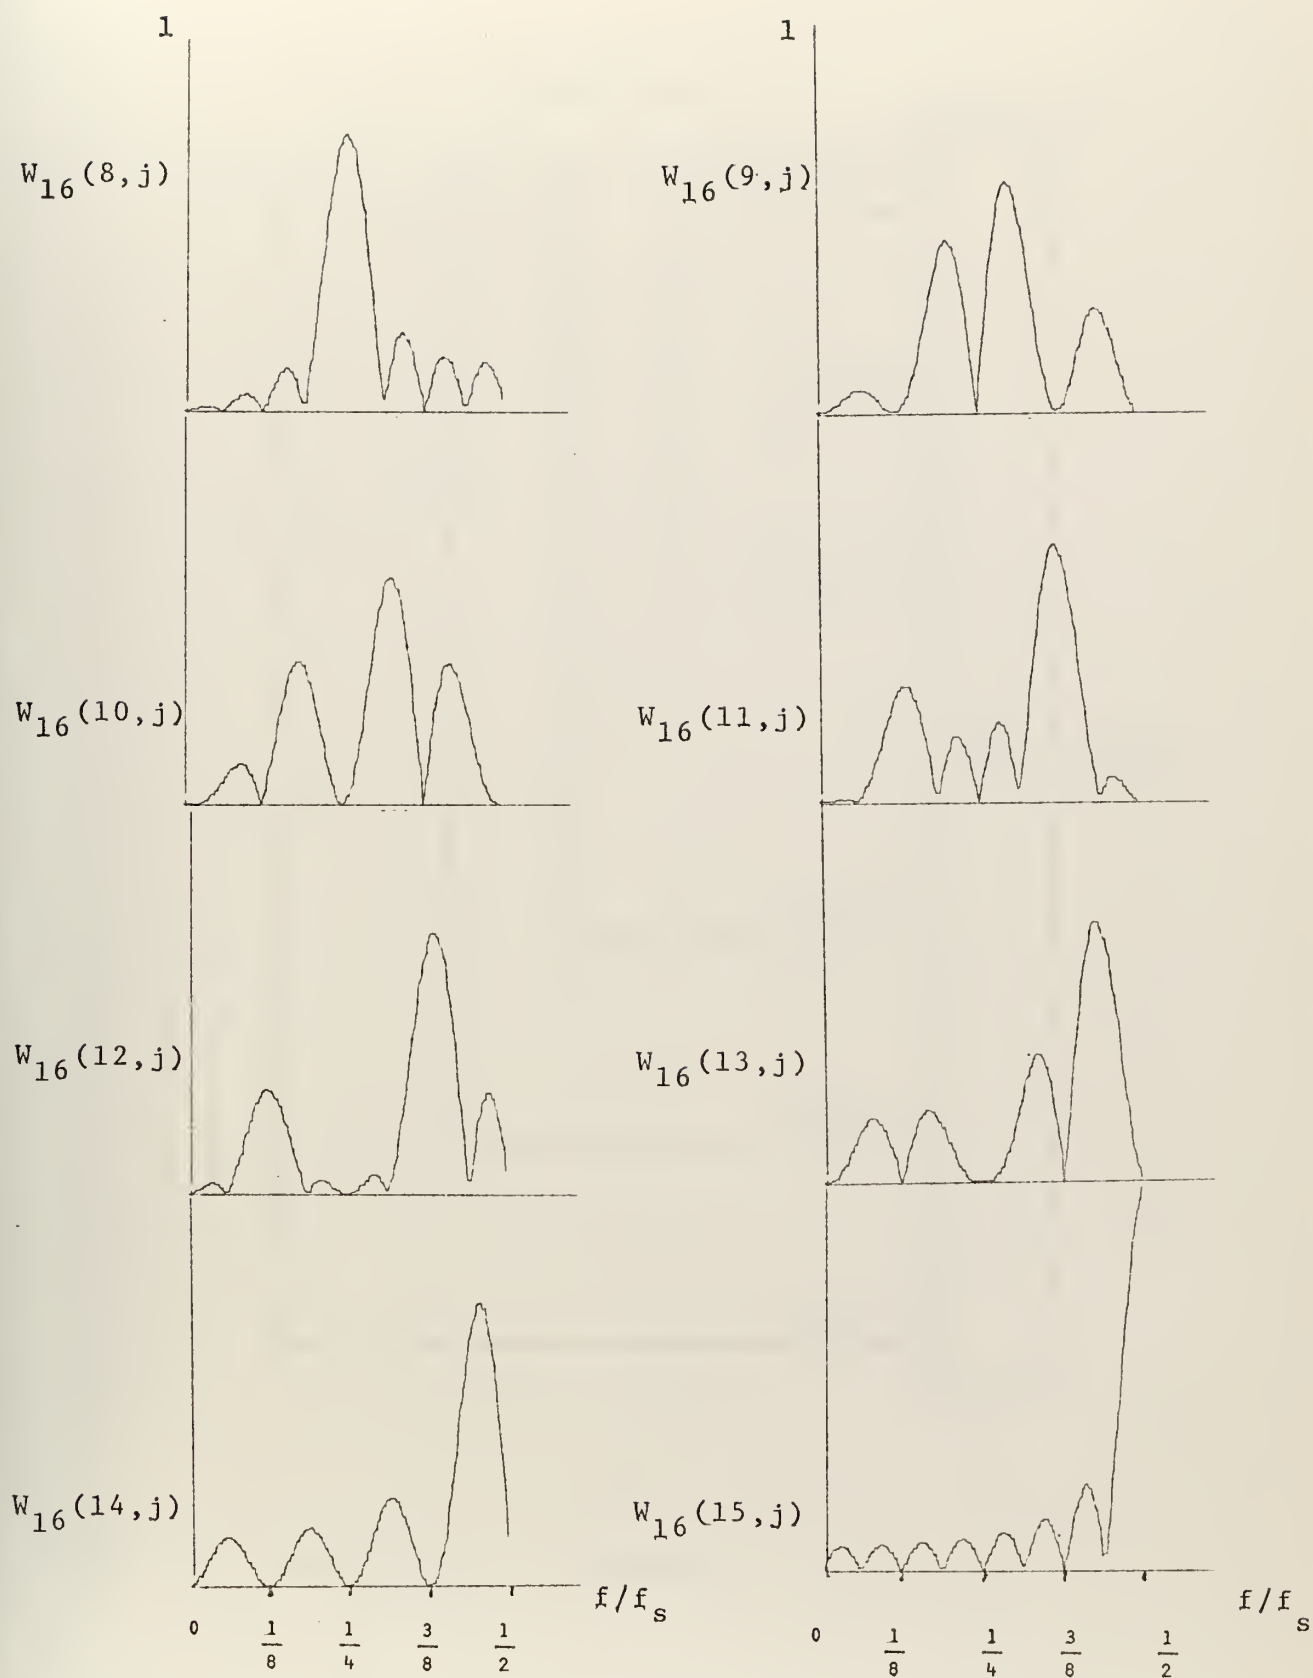 1 1
W16(8,j) W16(9,j)
W16(10,j) W16(11,j)
W16(12,j) W16(13,j)
W16(14,j) W16(15,j)
f/fs f/fs
0 1/8 1/4 3/8 1/2 0 1/8 1/4 3/8 1/2